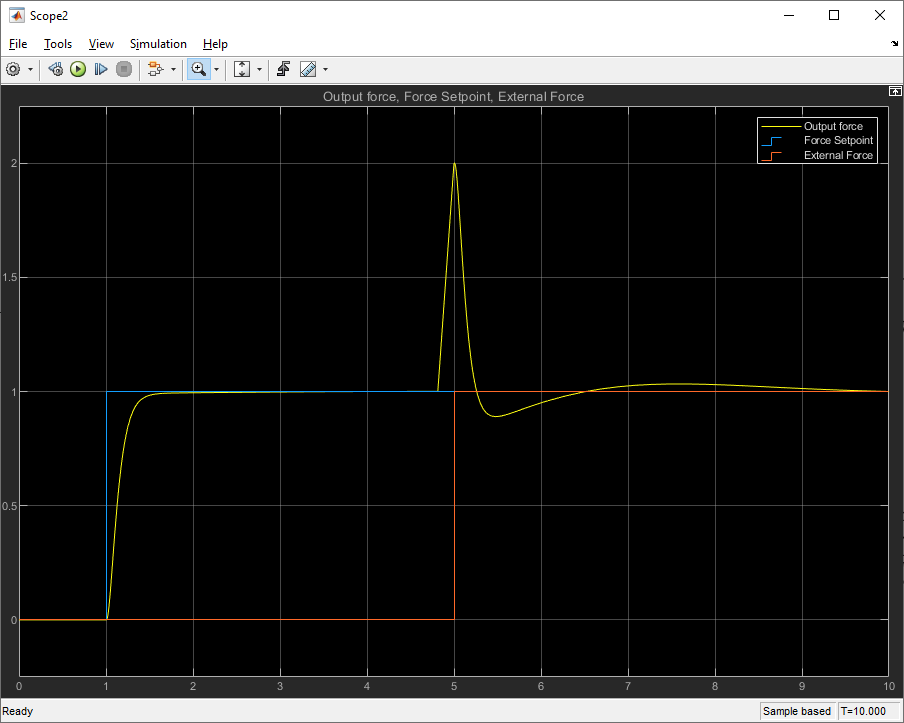 Scope2
File Tools View Simulation Help
Output force, Force Setpoint, External Force
Output force
Force Setpoint
External Force
2
1.5
1
0.5
0
0 1 2 3 4 5 6 7 8 9 10
Ready
Sample based T=10.000